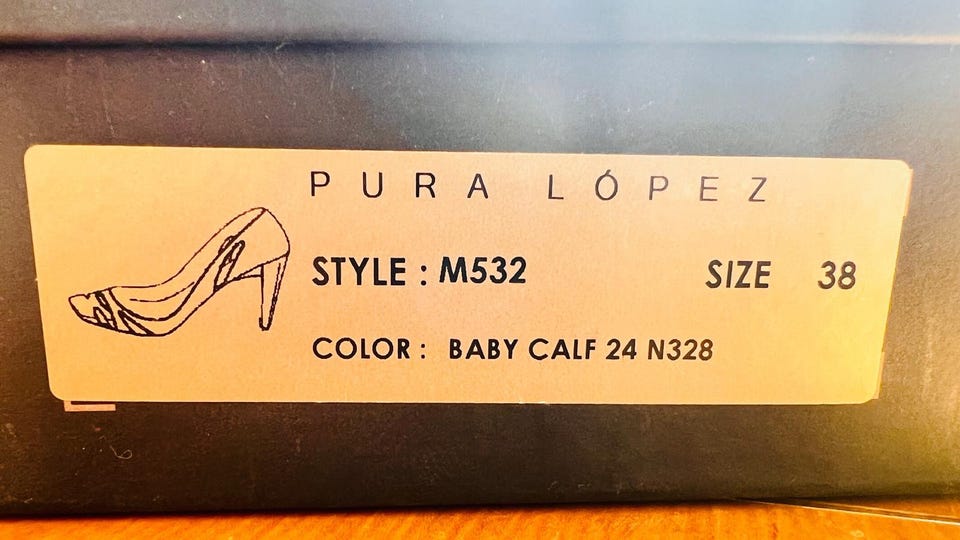 PURA LÓPEZ
STYLE : M532 SIZE 38
COLOR : BABY CALF 24 N328